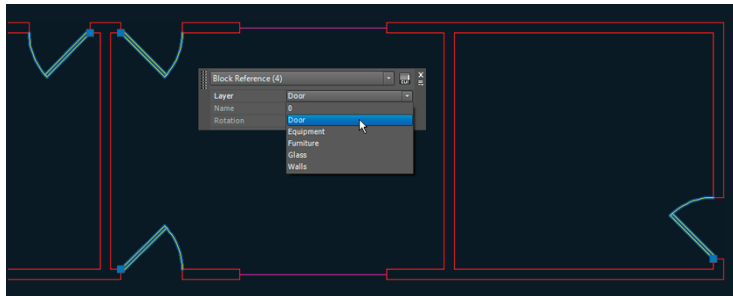 Block Reference (4)
Layer Door
Name 0
Rotation Door
Equipment
Furniture
Glass
Walls